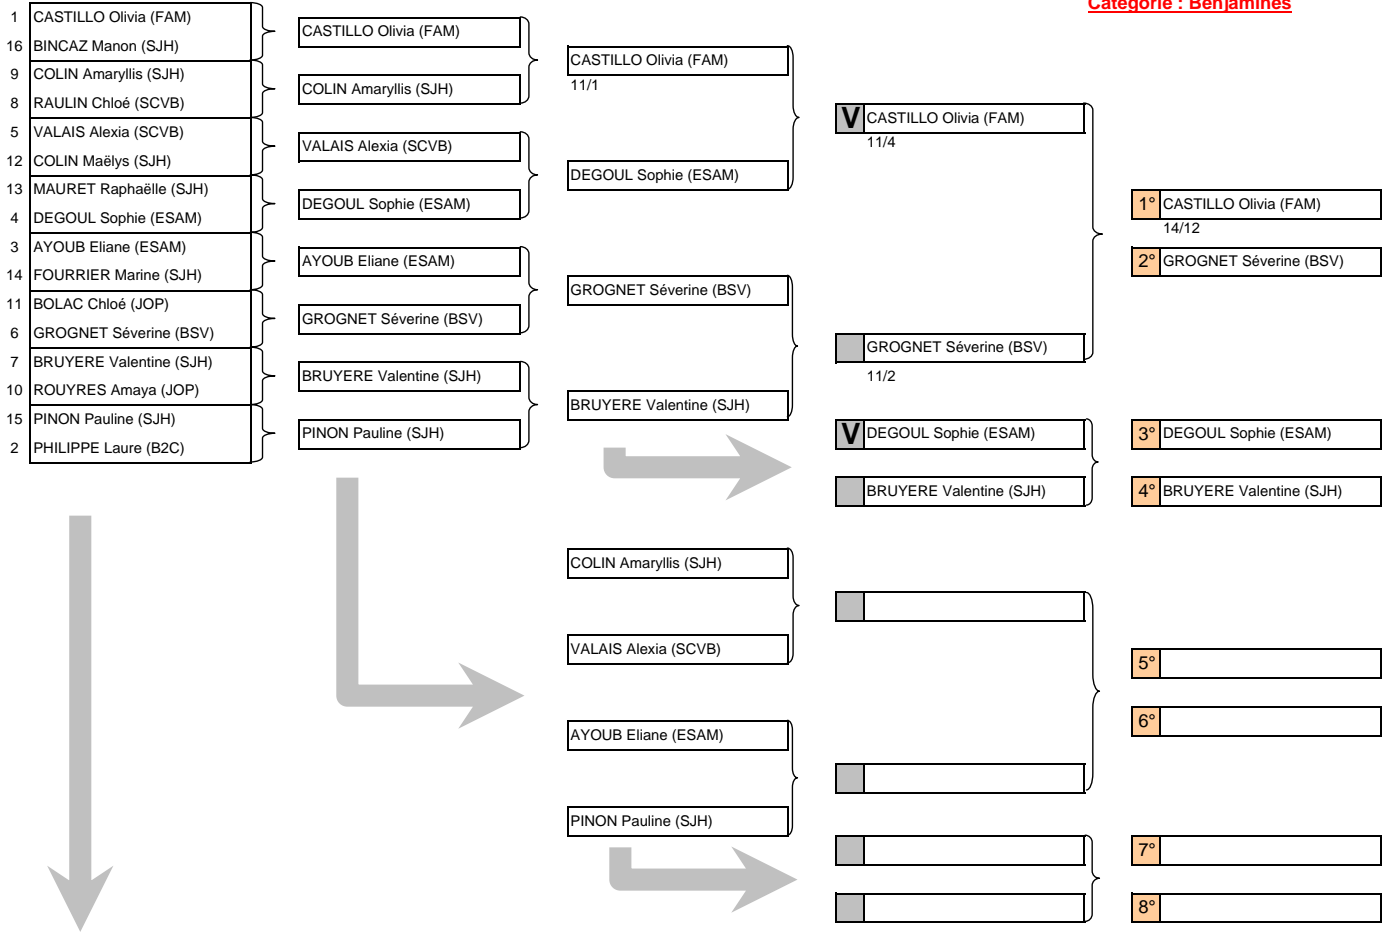 Catégorie : Benjamines
1 CASTILLO Olivia (FAM)
16 BINCAZ Manon (SJH)
9 COLIN Amaryllis (SJH)
8 RAULIN Chloé (SCVB)
5 VALAIS Alexia (SCVB)
12 COLIN Maëlys (SJH)
13 MAURET Raphaëlle (SJH)
4 DEGOUL Sophie (ESAM)
3 AYOUB Eliane (ESAM)
14 FOURRIER Marine (SJH)
11 BOLAC Chloé (JOP)
6 GROGNET Séverine (BSV)
7 BRUYERE Valentine (SJH)
10 ROUYRES Amaya (JOP)
15 PINON Pauline (SJH)
2 PHILIPPE Laure (B2C)
CASTILLO Olivia (FAM)
COLIN Amaryllis (SJH)
VALAIS Alexia (SCVB)
DEGOUL Sophie (ESAM)
AYOUB Eliane (ESAM)
GROGNET Séverine (BSV)
BRUYERE Valentine (SJH)
PINON Pauline (SJH)
CASTILLO Olivia (FAM)
11/1
DEGOUL Sophie (ESAM)
GROGNET Séverine (BSV)
BRUYERE Valentine (SJH)
COLIN Amaryllis (SJH)
VALAIS Alexia (SCVB)
AYOUB Eliane (ESAM)
PINON Pauline (SJH)
V CASTILLO Olivia (FAM)
11/4
GROGNET Séverine (BSV)
11/2
V DEGOUL Sophie (ESAM)
BRUYERE Valentine (SJH)
1° CASTILLO Olivia (FAM)
14/12
2° GROGNET Séverine (BSV)
3° DEGOUL Sophie (ESAM)
4° BRUYERE Valentine (SJH)
5°
6°
7°
8°